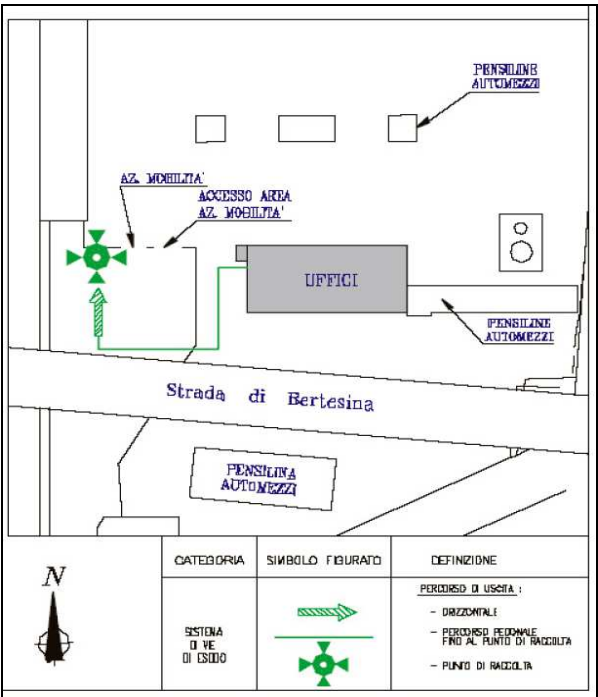 PENSILINE
AUTOMEZZI
AZ. MOBILITA'
ACCESSO AREA
AZ. MOBILITA'
UFFICI
PENSILINE
AUTOMEZZI
Strada di Bertesina
PENSILINA
AUTOMEZZI
N
CATEGORIA
SIMBOLO FIGURATO
DEFINIZIONE
SISTEMA
DI VIE
DI ESODO
PERCORSO DI USCITA :
- ORIZZONTALE
- PERCORSO PEDONALE
FINO AL PUNTO DI RACCOLTA
- PUNTO DI RACCOLTA